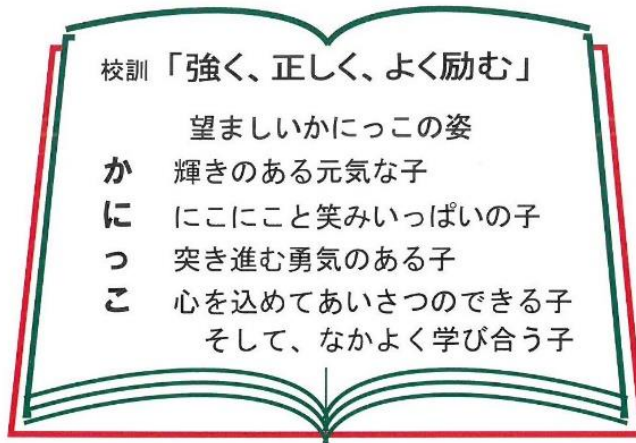 校訓 「強く、正しく、よく励む」
望ましいかにっこの姿
か 輝きのある元気な子
に にこにこと笑みいっぱいの子
っ 突き進む勇気のある子
こ 心を込めてあいさつのできる子
そして、なかよく学び合う子